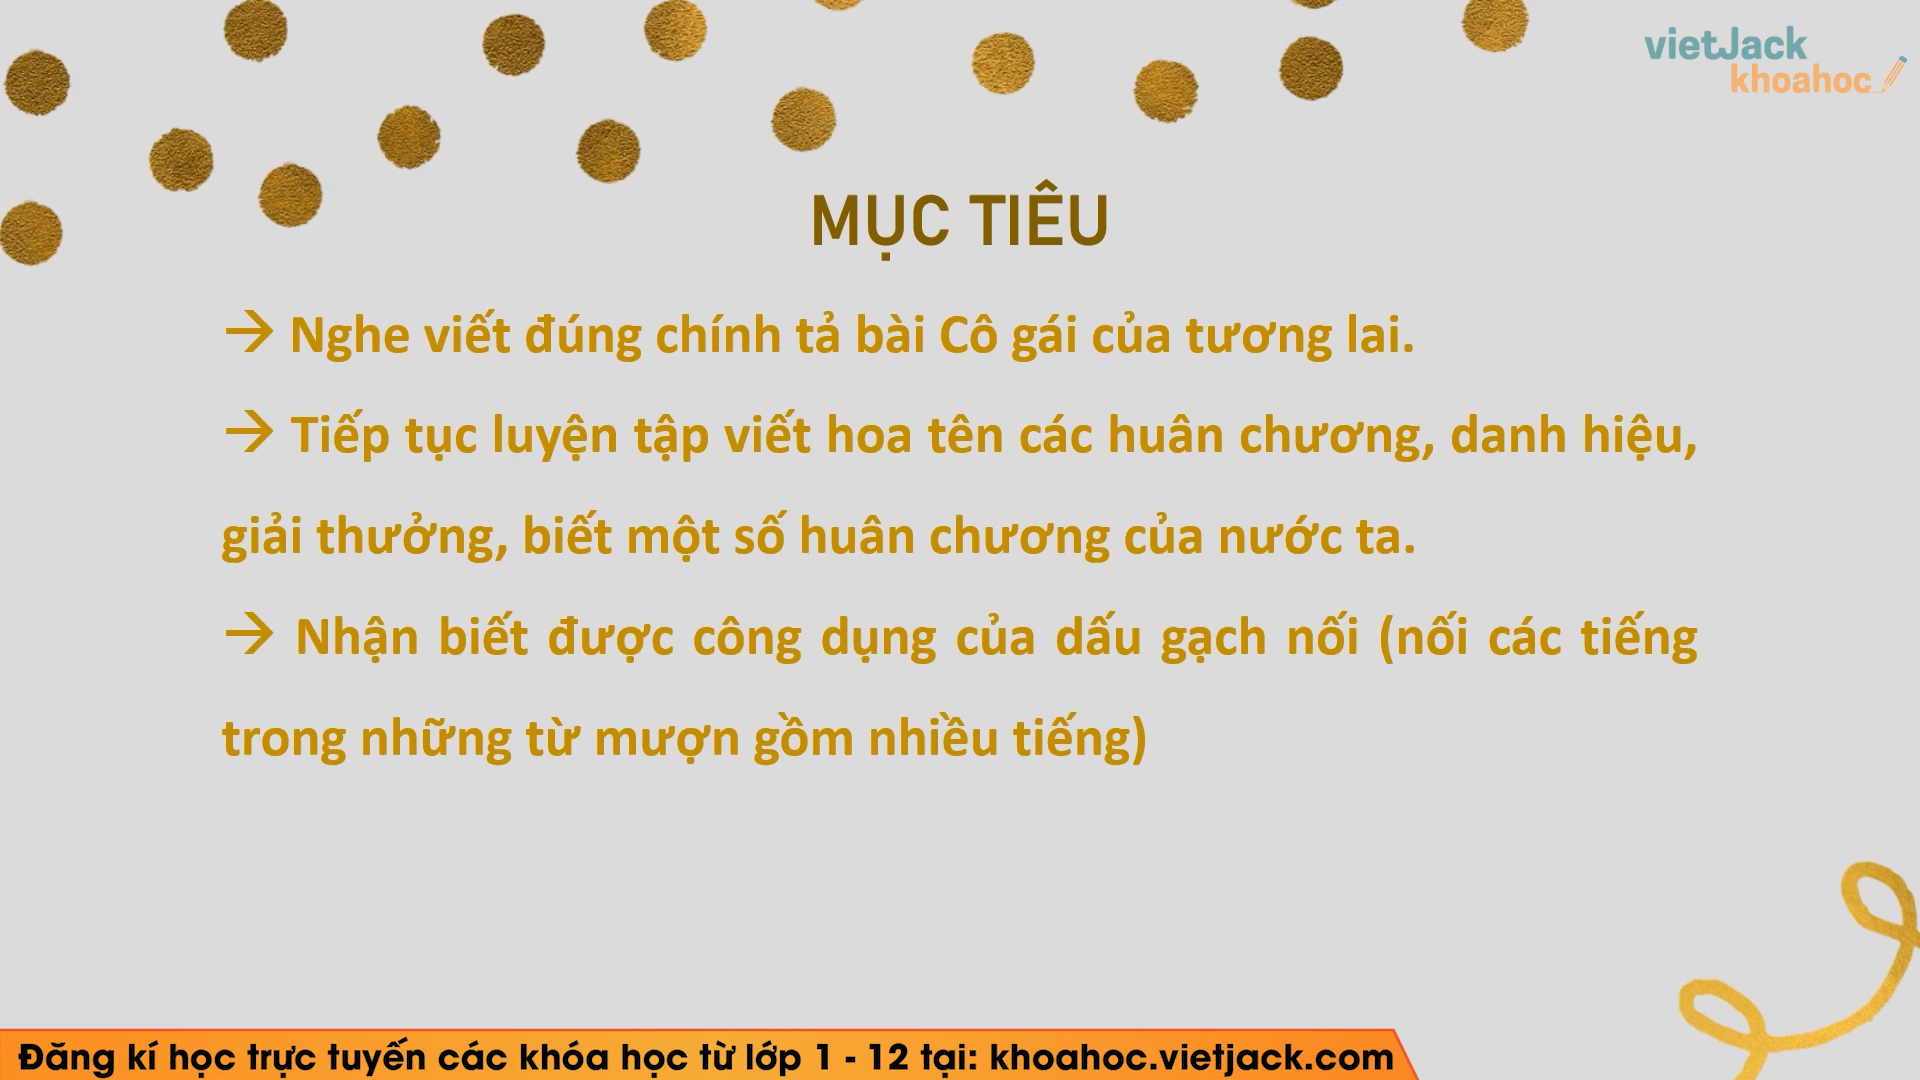 vietJack
khoahoc
MỤC TIÊU
→ Nghe viết đúng chính tả bài Cô gái của tương lai.
→ Tiếp tục luyện tập viết hoa tên các huân chương, danh hiệu,
giải thưởng, biết một số huân chương của nước ta.
→ Nhận biết được công dụng của dấu gạch nối (nối các tiếng
trong những từ mượn gồm nhiều tiếng)
Đăng kí học trực tuyến các khóa học từ lớp 1 - 12 tại: khoahoc.vietjack.com